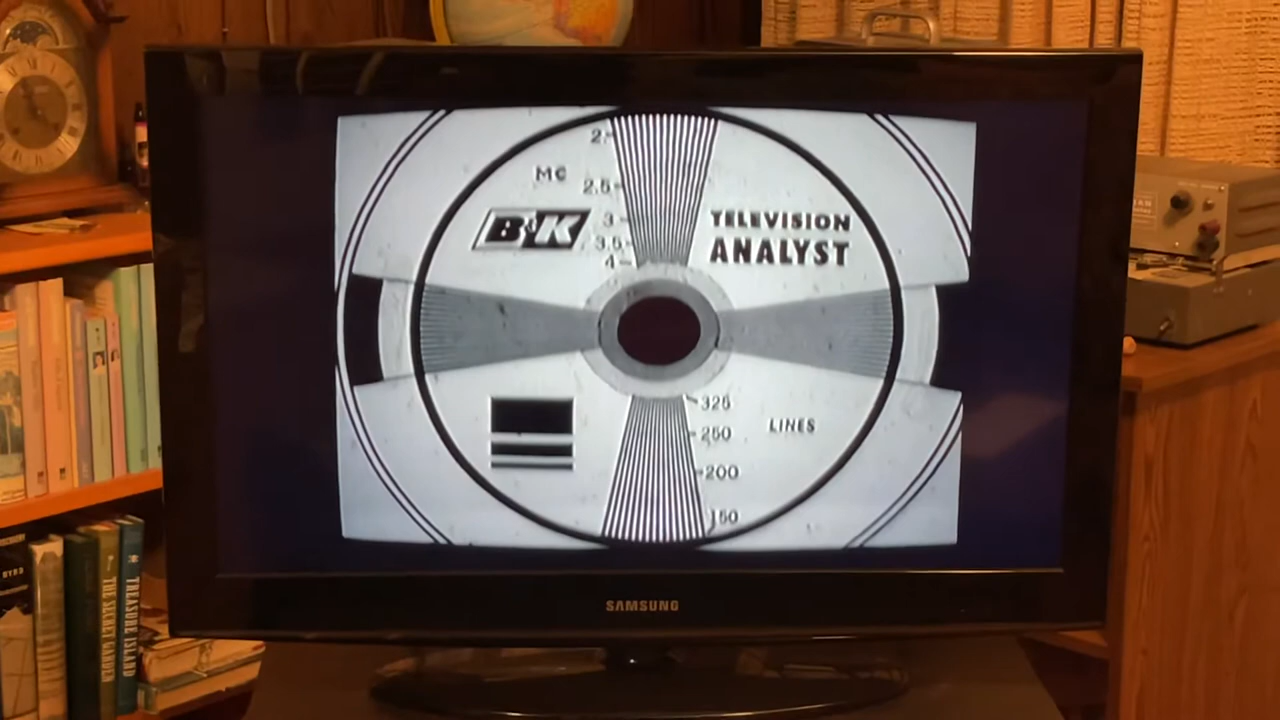 2
MC
2.5
B&K
3
TELEVISION
3.5
ANALYST
4
325
LINES
250
200
150
SAMSUNG
BYRD
THE SECRET GARDEN
TREASURE ISLAND